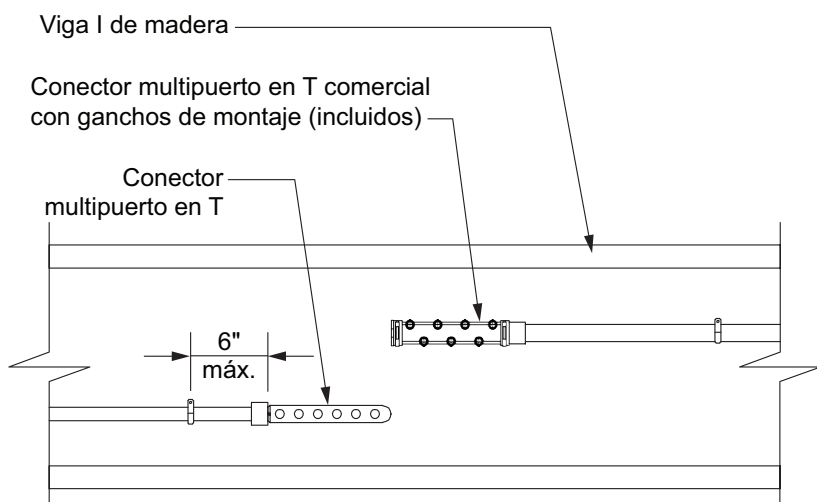 Viga I de madera
Conector multipuerto en T comercial
con ganchos de montaje (incluidos)
Conector
multipuerto en T
6"
máx.